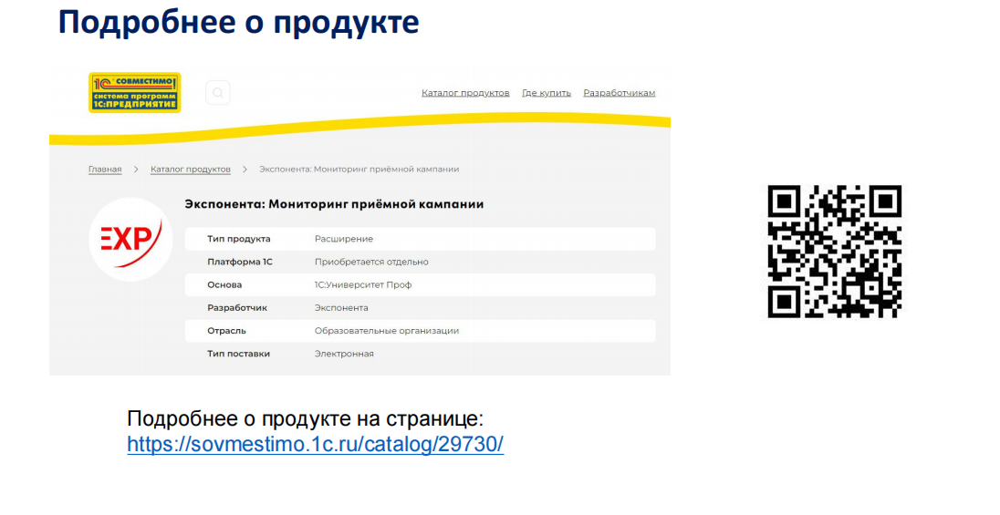 Подробнее о продукте
1С СОВМЕСТИМО!
система программ
1С:ПРЕДПРИЯТИЕ
Каталог продуктов Где купить Разработчикам
Главная > Каталог продуктов > Экспонента: Мониторинг приёмной кампании
Экспонента: Мониторинг приёмной кампании
EXP
Тип продукта Расширение
Платформа 1С Приобретается отдельно
Основа 1С:Университет Проф
Разработчик Экспонента
Отрасль Образовательные организации
Тип поставки Электронная
Подробнее о продукте на странице:
https://sovmestimo.1c.ru/catalog/29730/